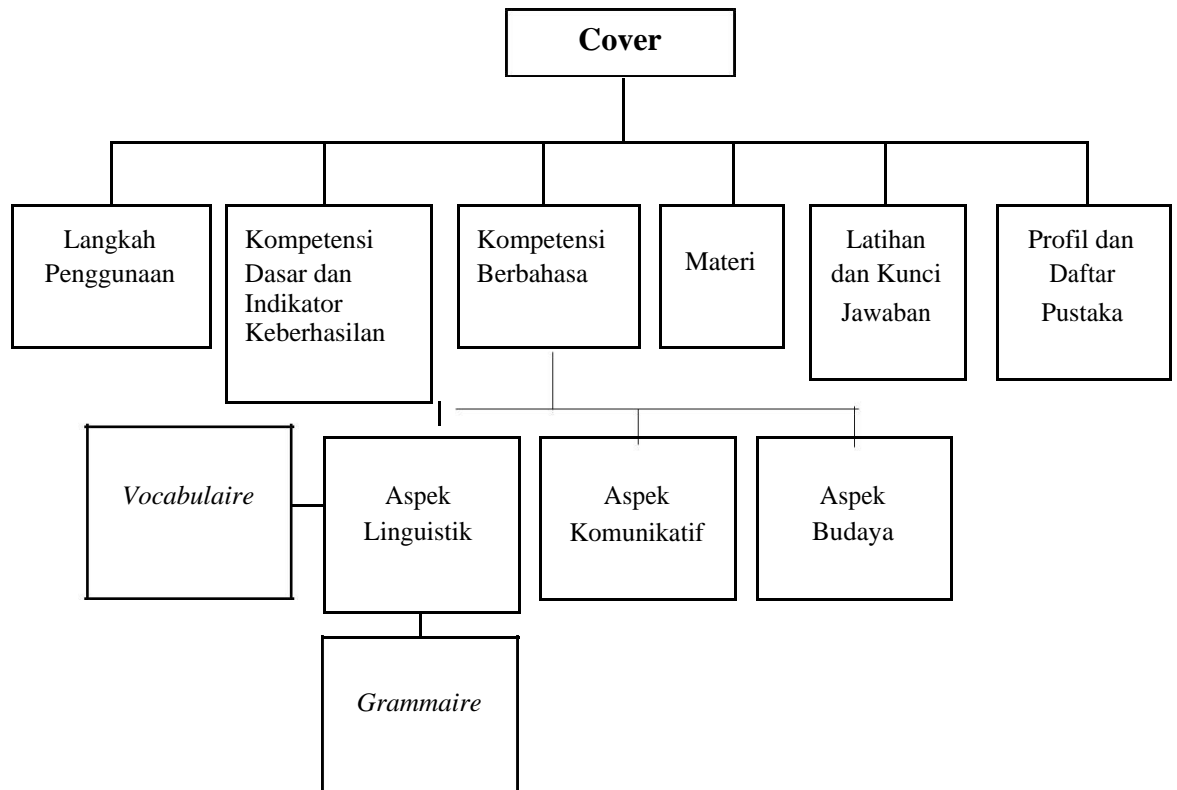 Cover
Langkah
Penggunaan
Kompetensi
Dasar dan
Indikator
Keberhasilan
Kompetensi
Berbahasa
Materi
Latihan
dan Kunci
Jawaban
Profil dan
Daftar
Pustaka
Vocabulaire
Aspek
Linguistik
Aspek
Komunikatif
Aspek
Budaya
Grammaire